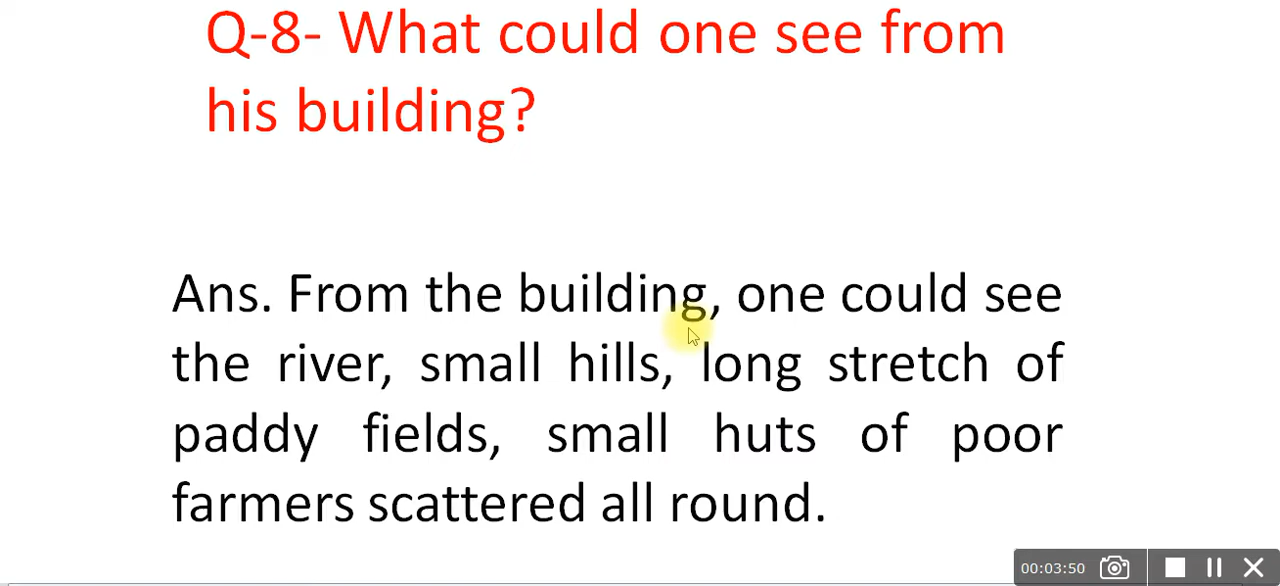 Q-8- What could one see from
his building?
Ans. From the building, one could see
the river, small hills, long stretch of
paddy fields, small huts of poor
farmers scattered all round.
00:03:50